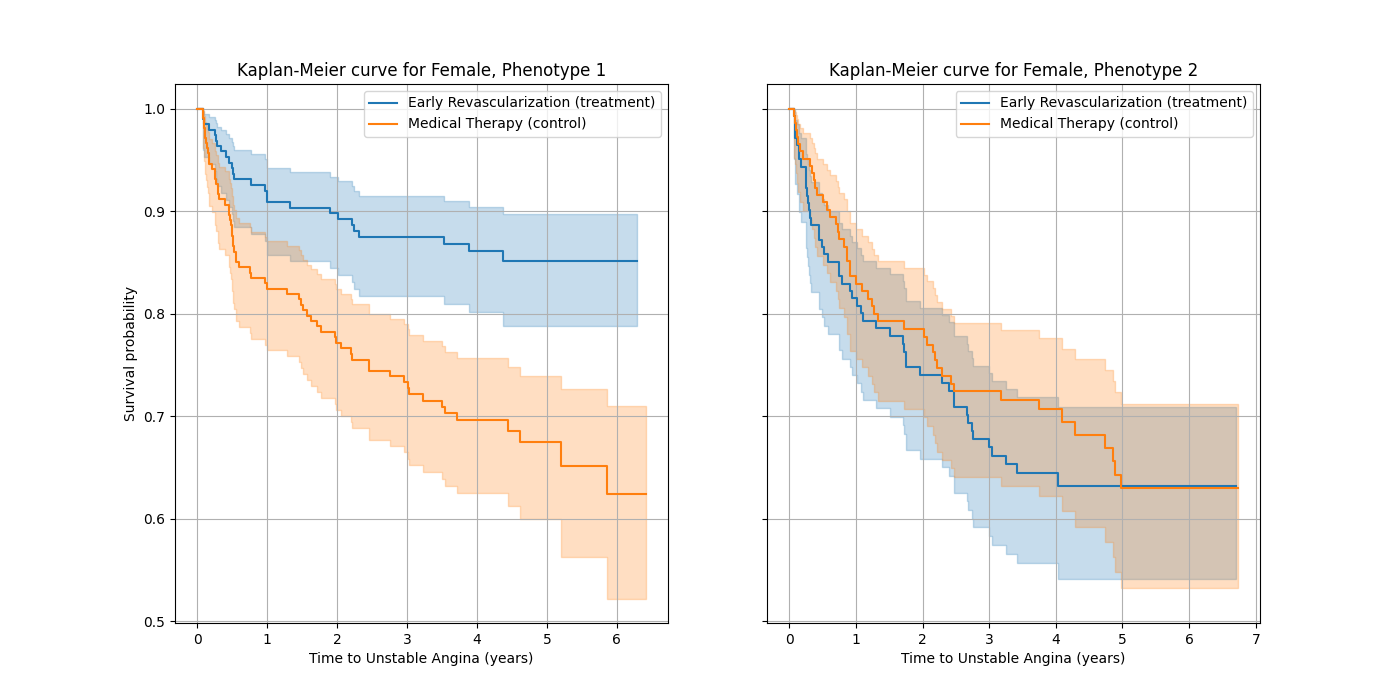 Kaplan-Meier curve for Female, Phenotype 1
Early Revascularization (treatment)
Medical Therapy (control)
1.0
0.9
0.8
0.7
0.6
0.5
Survival probability
0 1 2 3 4 5 6
Time to Unstable Angina (years)
Kaplan-Meier curve for Female, Phenotype 2
Early Revascularization (treatment)
Medical Therapy (control)
0 1 2 3 4 5 6 7
Time to Unstable Angina (years)